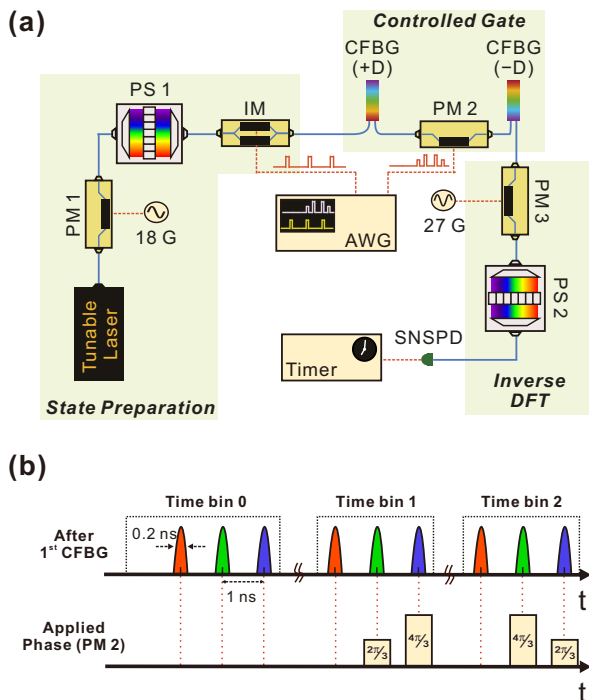 (a)
Controlled Gate
CFBG
(+D)
CFBG
(−D)
PS 1
IM
PM 2
PM 1
18 G
AWG
27 G
PM 3
Tunable
Laser
PS 2
SNSPD
Timer
State Preparation
Inverse
DFT
(b)
Time bin 0
Time bin 1
Time bin 2
After
1st CFBG
0.2 ns
1 ns
t
Applied
Phase (PM 2)
2π/3
4π/3
4π/3
2π/3
t